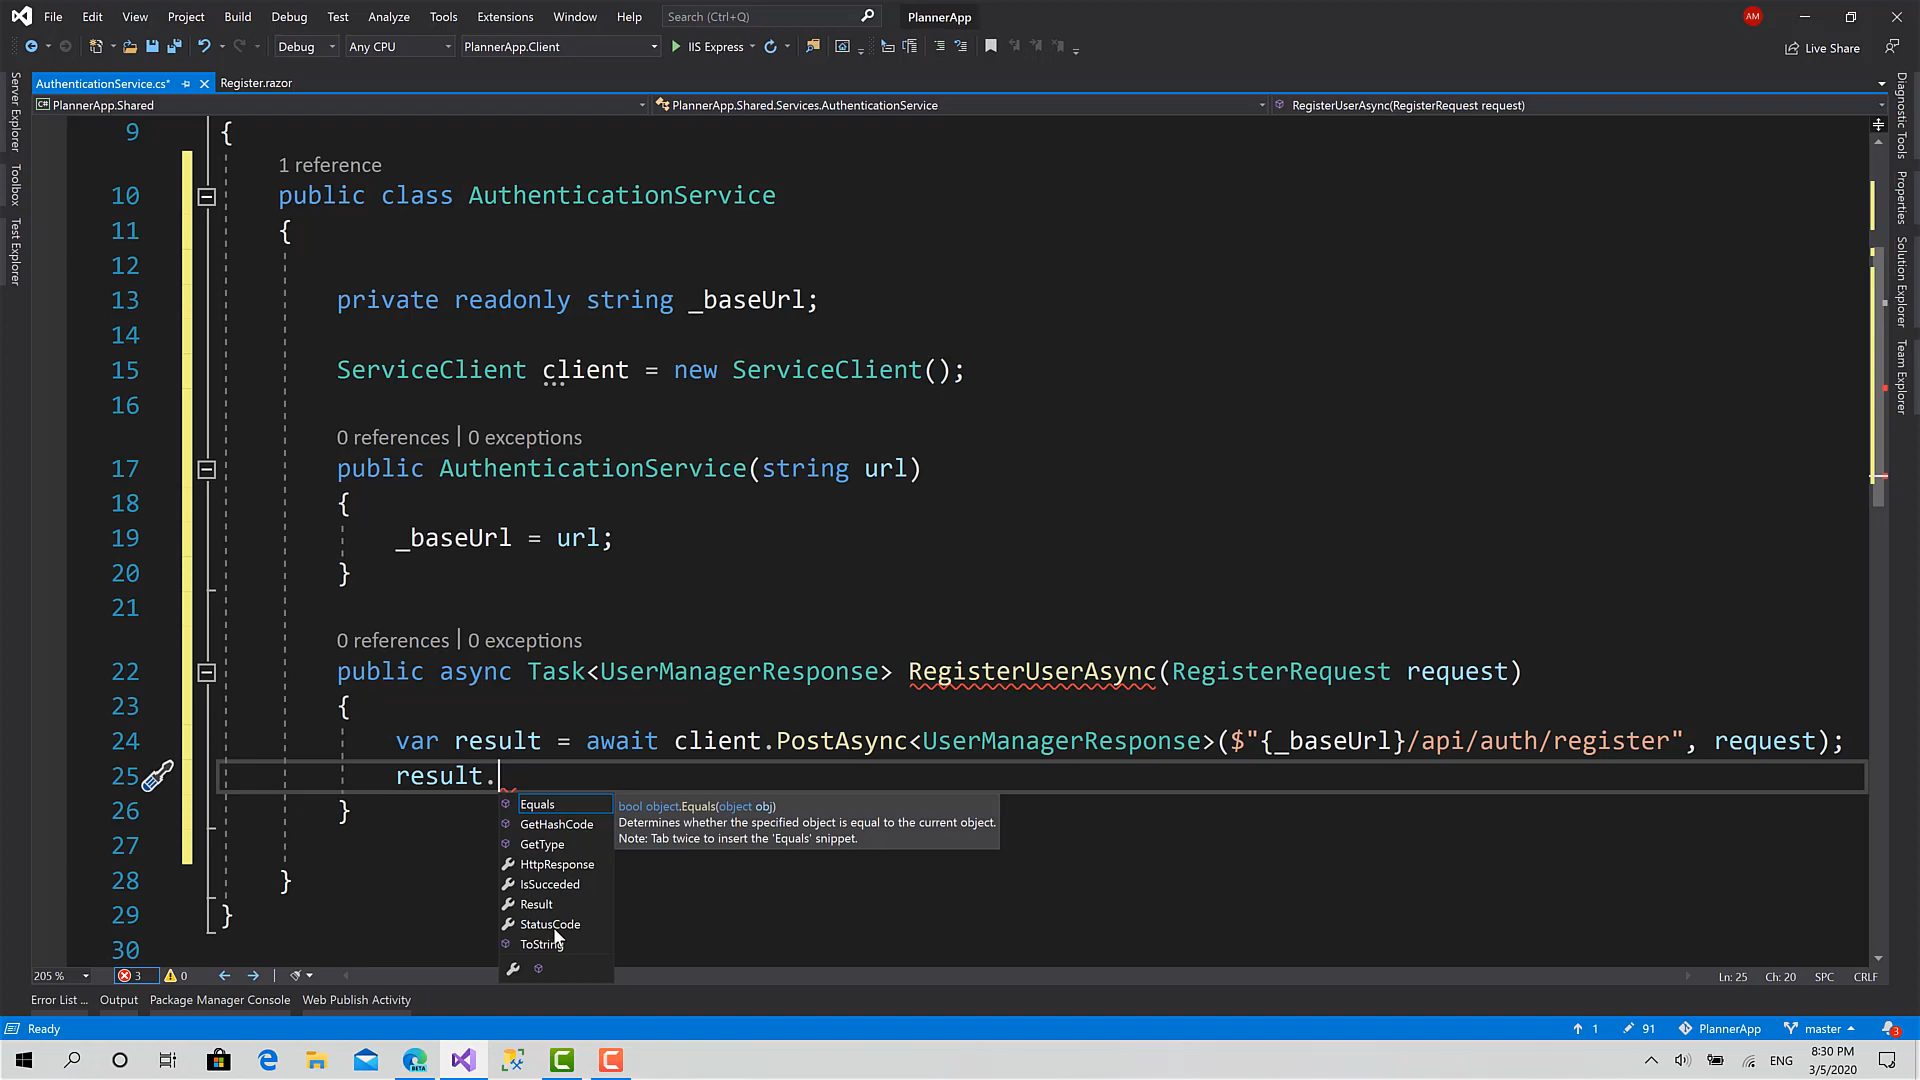 File Edit View Project Build Debug Test Analyze Tools Extensions Window Help Search (Ctrl+Q) PlannerApp AM
Debug Any CPU PlannerApp.Client IIS Express Live Share
AuthenticationService.cs* Register.razor
PlannerApp.Shared PlannerApp.Shared.Services.AuthenticationService RegisterUserAsync(RegisterRequest request)
Server Explorer
Toolbox
Test Explorer
9 {
1 reference
10 public class AuthenticationService
11 {
12
13 private readonly string _baseUrl;
14
15 ServiceClient client = new ServiceClient();
16
0 references | 0 exceptions
17 public AuthenticationService(string url)
18 {
19 _baseUrl = url;
20 }
21
0 references | 0 exceptions
22 public async Task<UserManagerResponse> RegisterUserAsync(RegisterRequest request)
23 {
24 var result = await client.PostAsync<UserManagerResponse>($"{_baseUrl}/api/auth/register", request);
25 result.
26 }
27
28 }
29 }
30
Equals
GetHashCode
GetType
HttpResponse
IsSucceded
Result
StatusCode
ToString
bool object.Equals(object obj)
Determines whether the specified object is equal to the current object.
Note: Tab twice to insert the 'Equals' snippet.
Diagnostic Tools
Properties
Solution Explorer
Team Explorer
205 % 3 0 Ln: 25 Ch: 20 SPC CRLF
Error List ... Output Package Manager Console Web Publish Activity
Ready 1 91 PlannerApp master 3
ENG 8:30 PM
3/5/2020
BETA